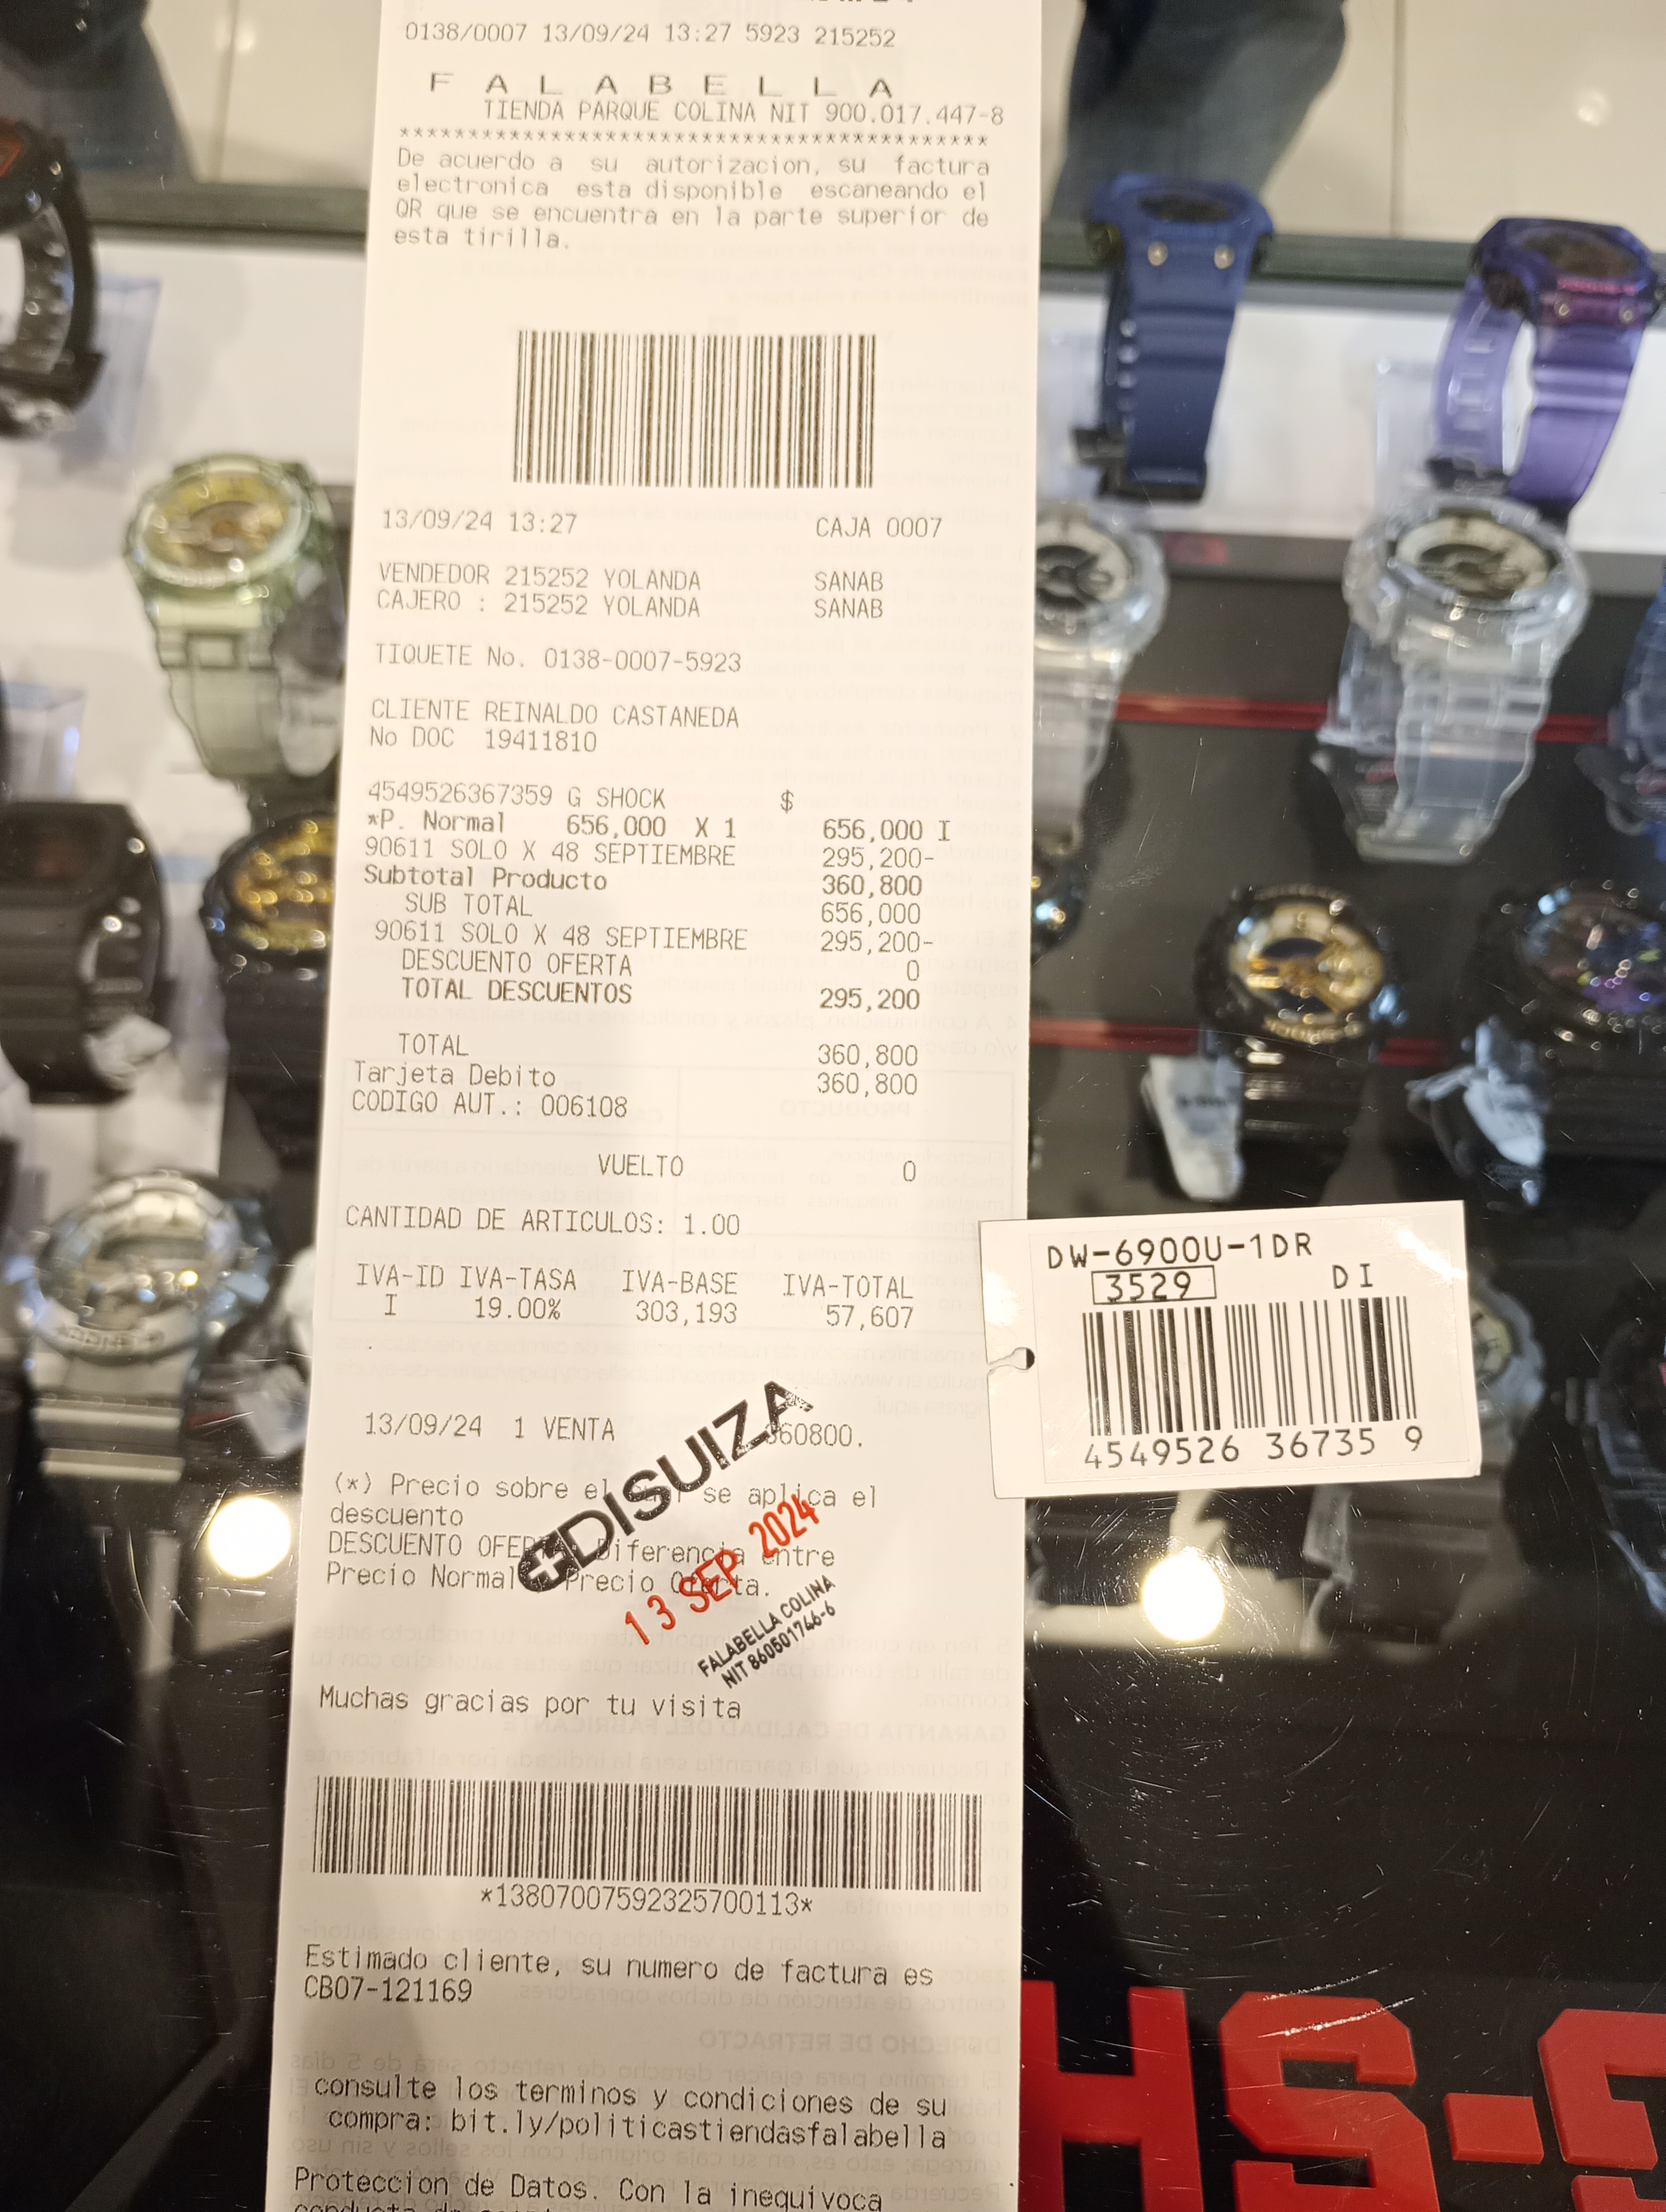 0138/0007 13/09/24 13:27 5923 215252
FALABELLA
TIENDA PARQUE COLINA NIT 900.017.447-8
******************************************
De acuerdo a su autorizacion, su factura
electronica esta disponible escaneando el
QR que se encuentra en la parte superior de
esta tirilla.
13/09/24 13:27 CAJA 0007
VENDEDOR 215252 YOLANDA SANAB
CAJERO : 215252 YOLANDA SANAB
TIQUETE No. 0138-0007-5923
CLIENTE REINALDO CASTANEDA
No DOC 19411810
4549526367359 G SHOCK $
*P. Normal 656,000 X 1 656,000 I
90611 SOLO X 48 SEPTIEMBRE 295,200-
Subtotal Producto 360,800
SUB TOTAL 656,000
90611 SOLO X 48 SEPTIEMBRE 295,200-
DESCUENTO OFERTA 0
TOTAL DESCUENTOS 295,200
TOTAL 360,800
Tarjeta Debito 360,800
CODIGO AUT.: 006108
VUELTO 0
CANTIDAD DE ARTICULOS: 1.00
IVA-ID IVA-TASA IVA-BASE IVA-TOTAL
I 19.00% 303,193 57,607
13/09/24 1 VENTA 360800.
(*) Precio sobre el se aplica el
descuento
DESCUENTO Diferencia entre
Precio Normal Precio Oferta.
DISUIZA
13 SEP 2024
FALABELLA COLINA
NIT 860501746-6
Muchas gracias por tu visita
*13807007592325700113*
Estimado cliente, su numero de factura es
CB07-121169
consulte los terminos y condiciones de su
compra: bit.ly/politicastiendasfalabella
Proteccion de Datos. Con la inequivoca
DW-6900U-1DR
3529 DI
4549526 36735 9